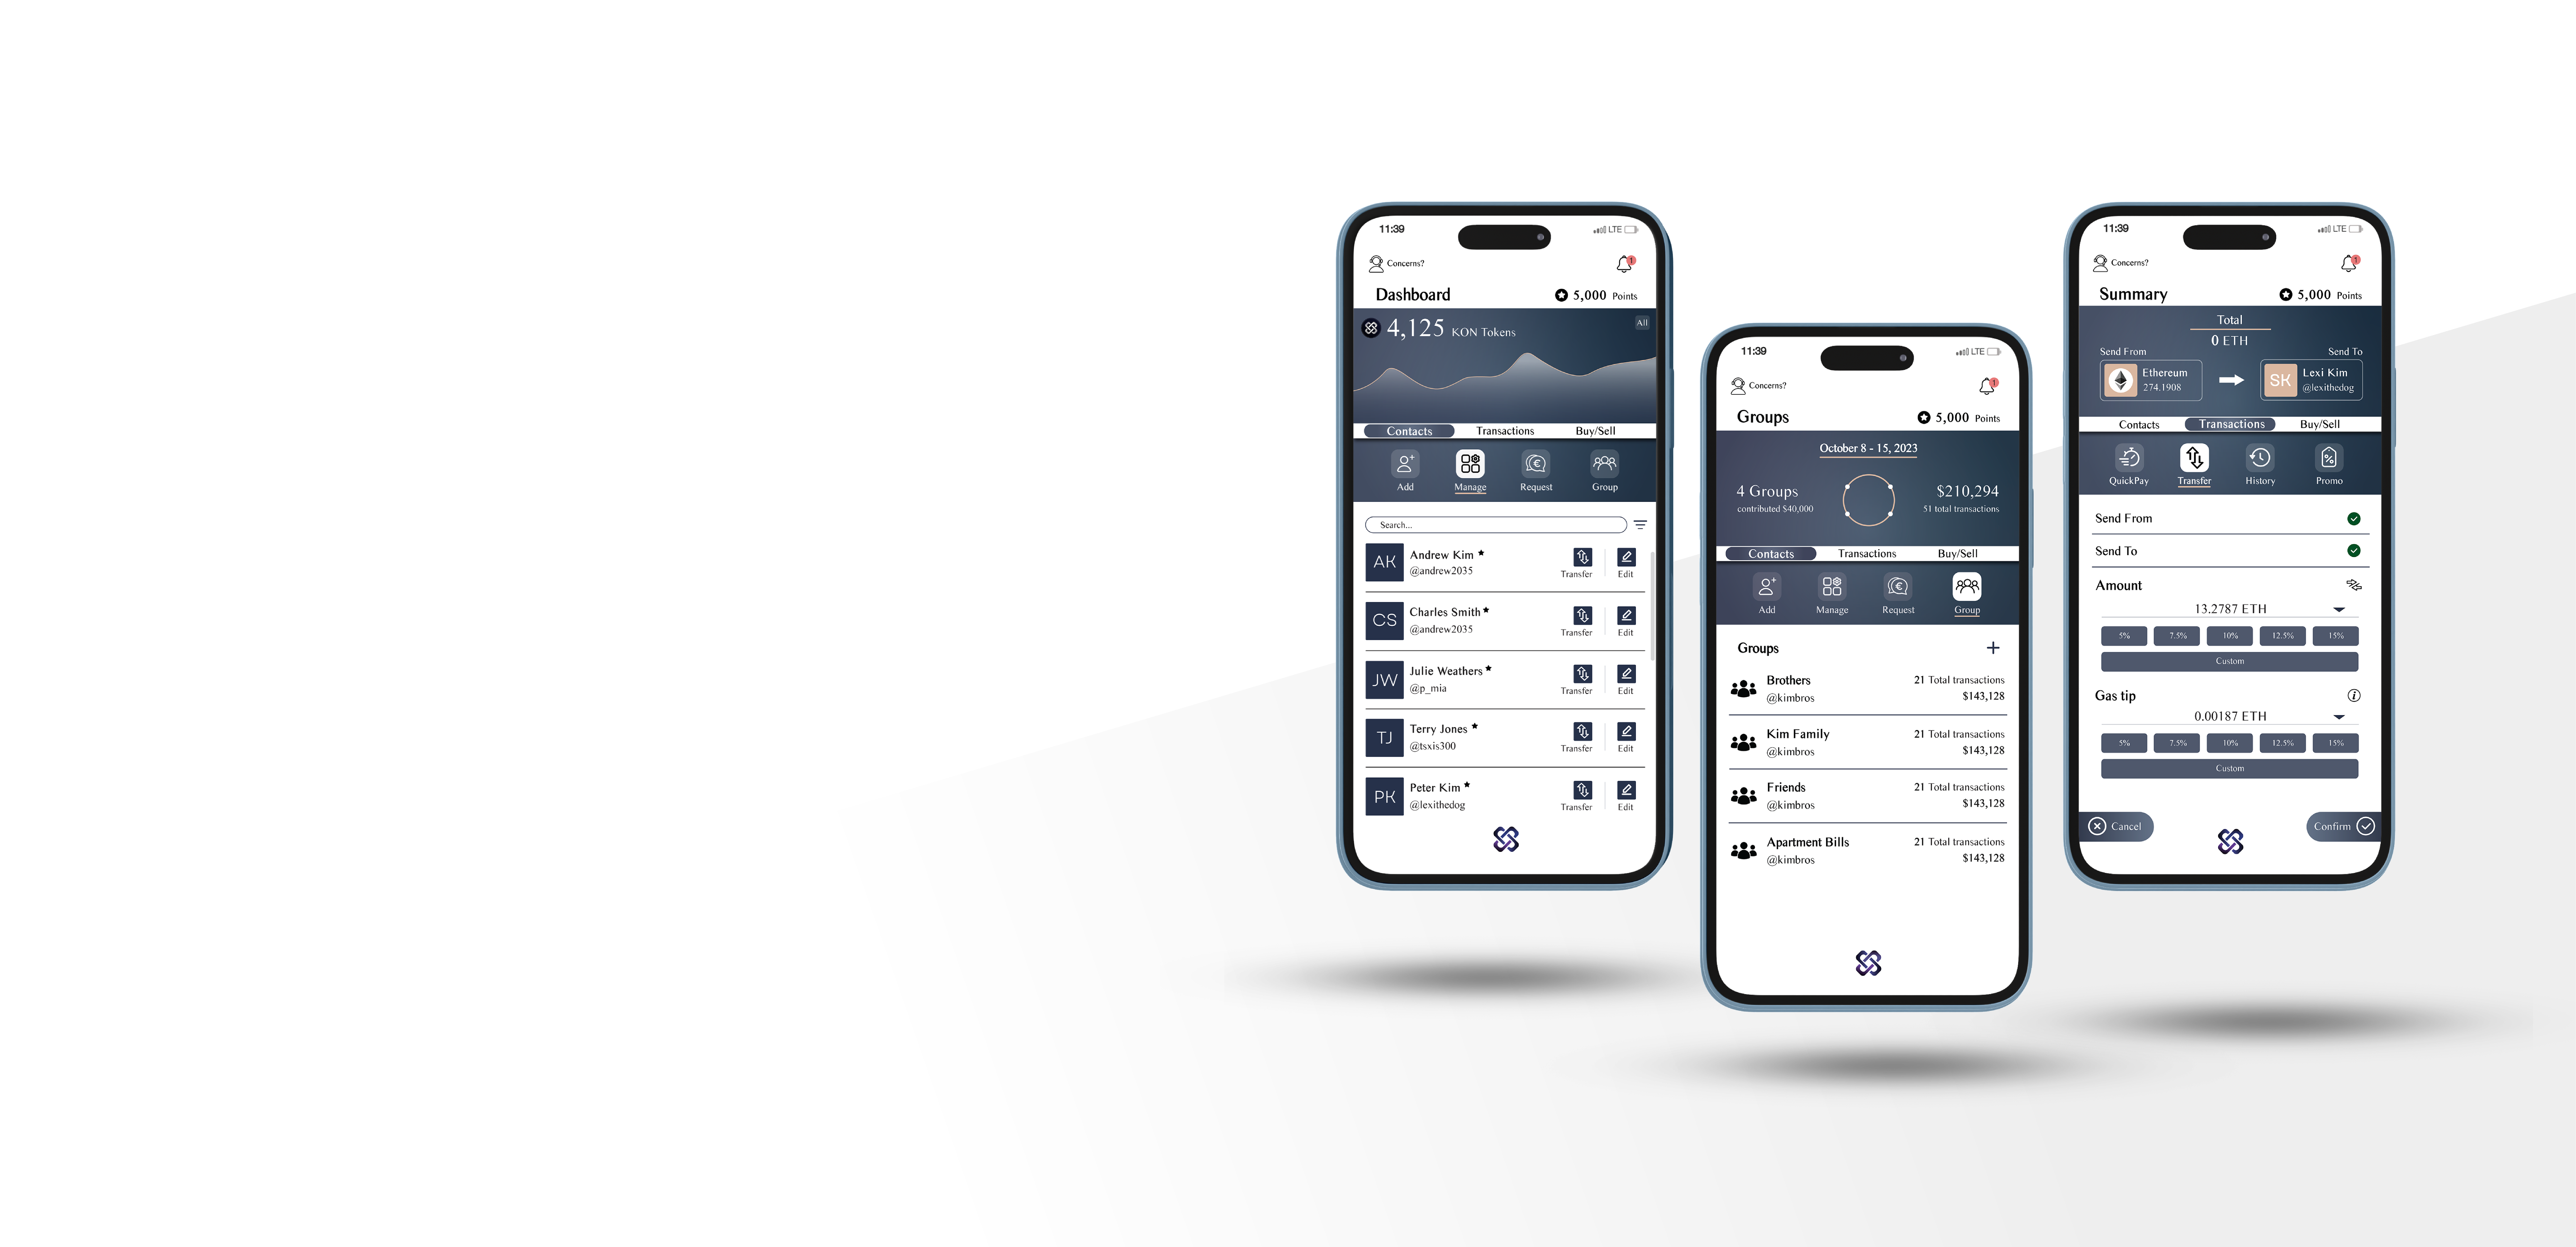 11:39
LTE
Concerns?
1
Dashboard
5,000 Points
4,125 KON Tokens
All
Contacts
Transactions
Buy/Sell
Add
Manage
Request
Group
Search...
AK
Andrew Kim
@andrew2035
Transfer
Edit
CS
Charles Smith
@andrew2035
Transfer
Edit
JW
Julie Weathers
@p_mia
Transfer
Edit
TJ
Terry Jones
@tsxis300
Transfer
Edit
PK
Peter Kim
@lexithedog
Transfer
Edit
11:39
LTE
Concerns?
1
Groups
5,000 Points
October 8 - 15, 2023
4 Groups
contributed $40,000
$210,294
51 total transactions
Contacts
Transactions
Buy/Sell
Add
Manage
Request
Group
Groups
Brothers
@kimbros
21 Total transactions
$143,128
Kim Family
@kimbros
21 Total transactions
$143,128
Friends
@kimbros
21 Total transactions
$143,128
Apartment Bills
@kimbros
21 Total transactions
$143,128
11:39
LTE
Concerns?
1
Summary
5,000 Points
Total
0 ETH
Send From
Send To
Ethereum
274.1908
SK
Lexi Kim
@lexithedog
Contacts
Transactions
Buy/Sell
QuickPay
Transfer
History
Promo
Send From
Send To
Amount
13.2787 ETH
5%
7.5%
10%
12.5%
15%
Custom
Gas tip
0.00187 ETH
5%
7.5%
10%
12.5%
15%
Custom
Cancel
Confirm